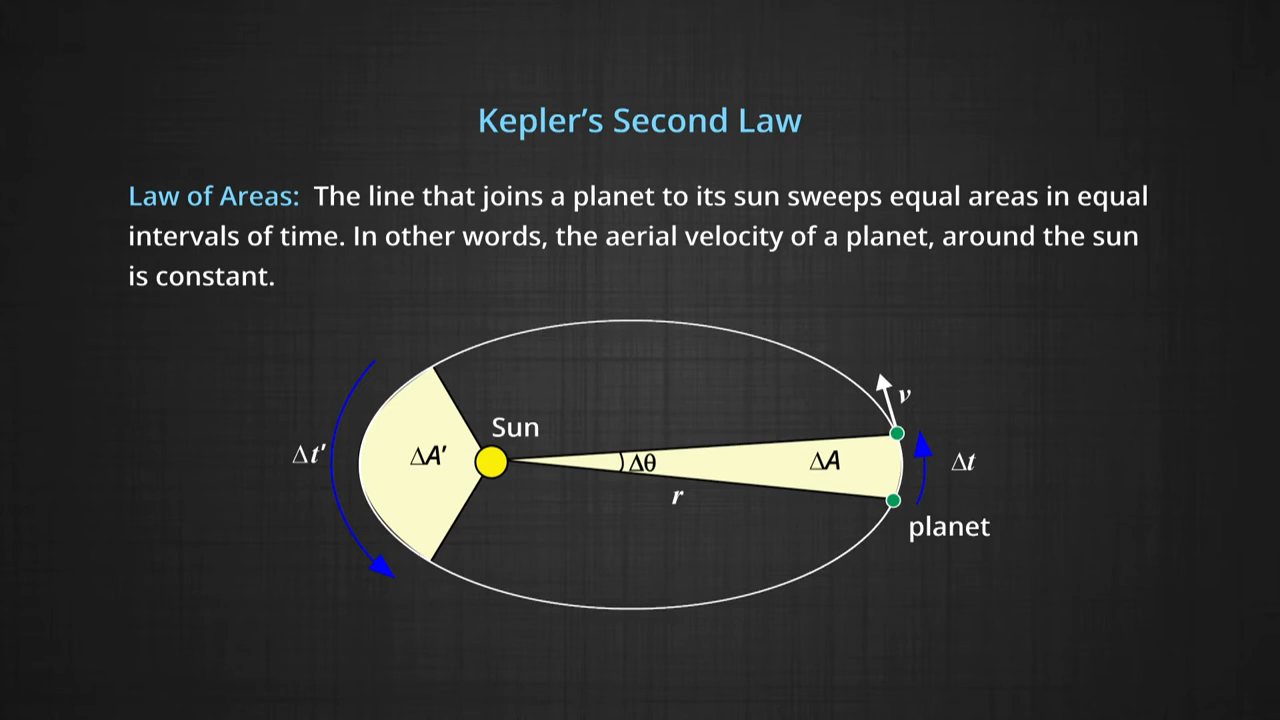 Kepler’s Second Law
Law of Areas: The line that joins a planet to its sun sweeps equal areas in equal
intervals of time. In other words, the aerial velocity of a planet, around the sun
is constant.
v
Sun
Δt′
ΔA′
Δθ
ΔA
Δt
r
planet